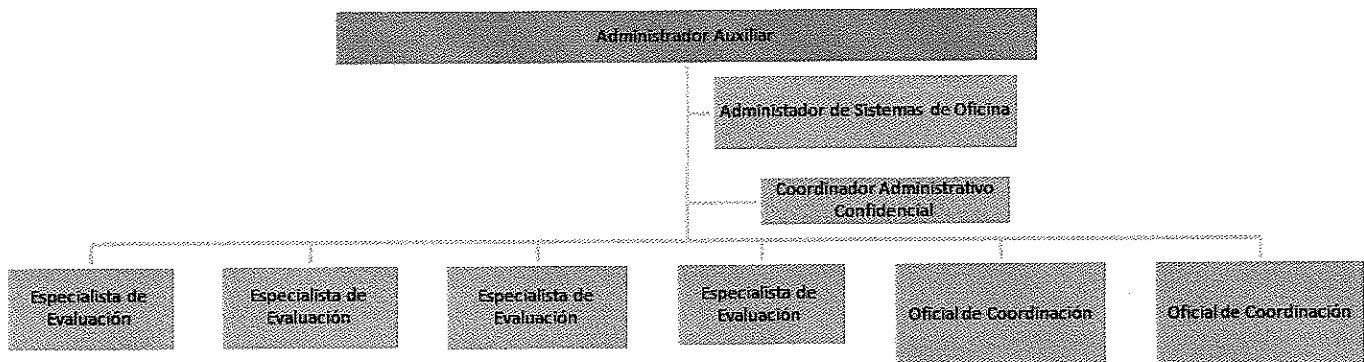 Administrador Auxiliar
Administador de Sistemas de Oficina
Coordinador Administrativo
Confidencial
Especialista de
Evaluación
Especialista de
Evaluación
Especialista de
Evaluación
Especialista de
Evaluación
Oficial de Coordinación
Oficial de Coordinación